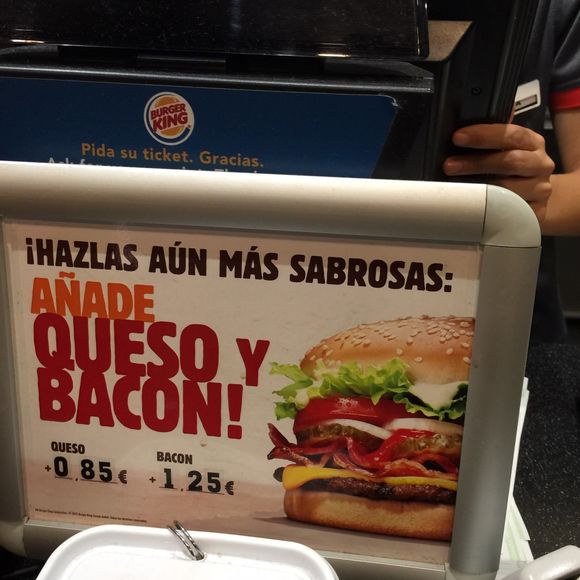 BURGER
KING
Pida su ticket. Gracias.
¡HAZLAS AÚN MÁS SABROSAS:
AÑADE
QUESO Y
BACON!
QUESO BACON
+0,85€ +1,25€